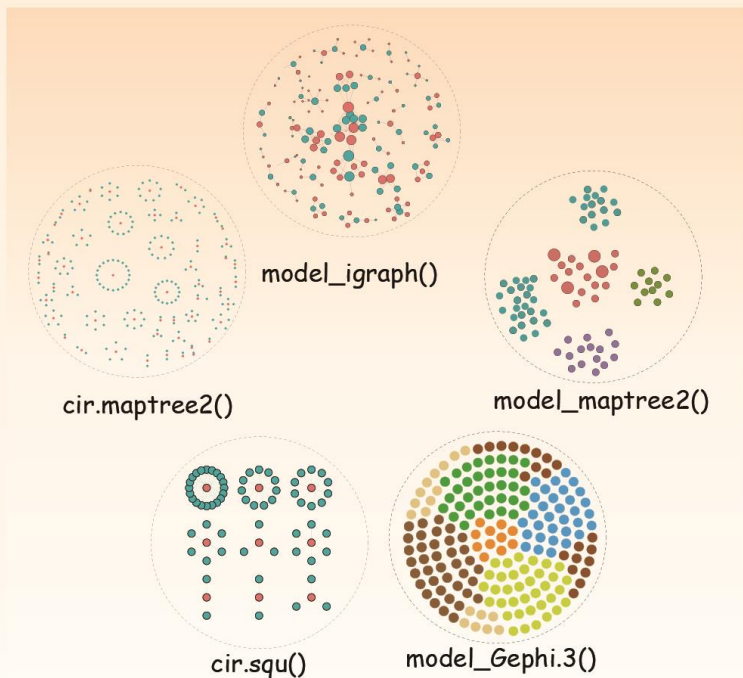 model_igraph()
cir.maptree2()
model_maptree2()
cir.squ()
model_Gephi.3()